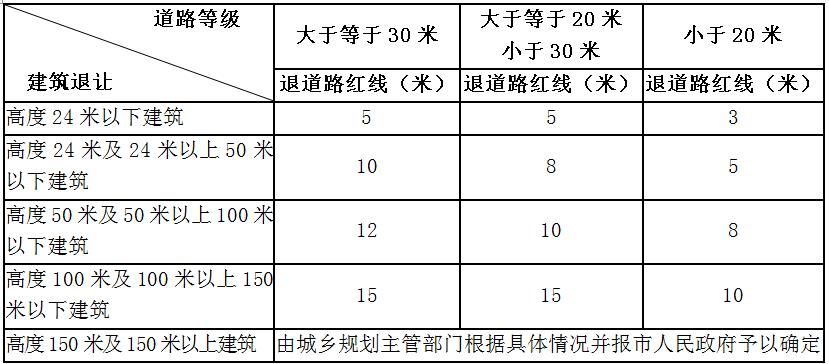 道路等级
建筑退让
大于等于 30 米
大于等于 20 米
小于 30 米
小于 20 米
退道路红线（米）
退道路红线（米）
退道路红线（米）
高度 24 米以下建筑
5
5
3
高度 24 米及 24 米以上 50 米
以下建筑
10
8
5
高度 50 米及 50 米以上 100 米
以下建筑
12
10
8
高度 100 米及 100 米以上 150
米以下建筑
15
15
10
高度 150 米及 150 米以上建筑
由城乡规划主管部门根据具体情况并报市人民政府予以确定